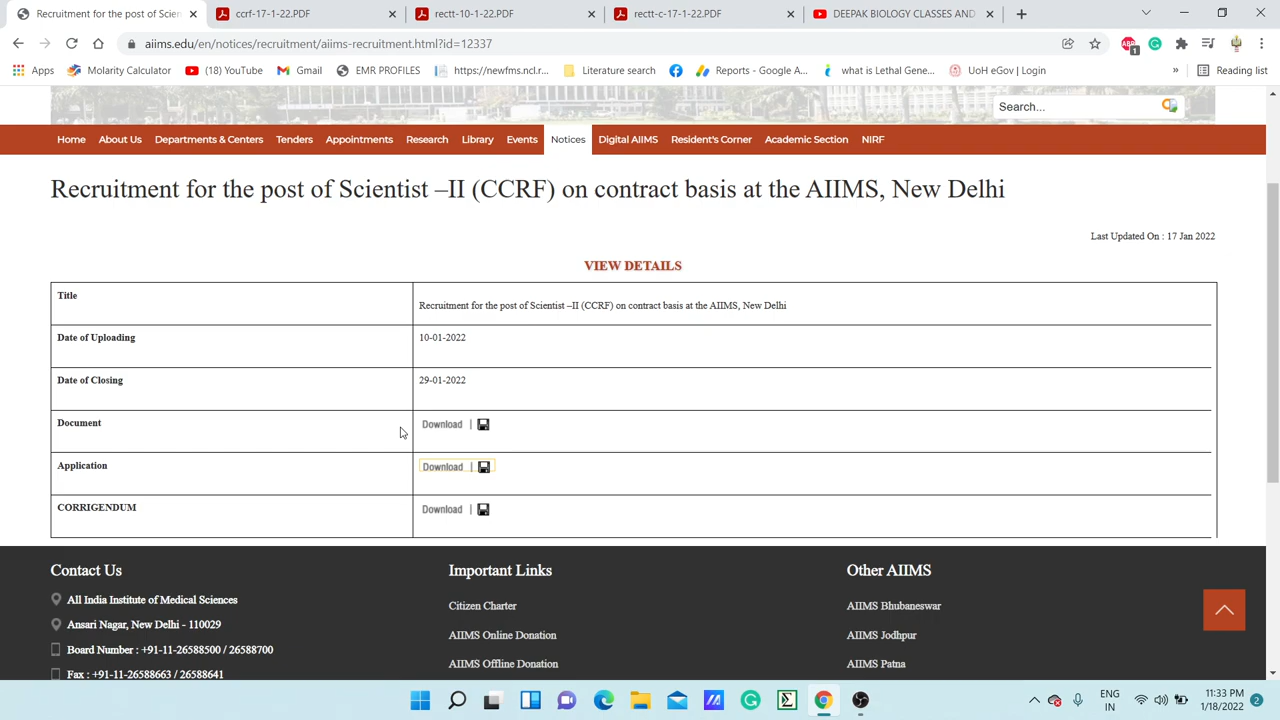 Recruitment for the post of Scien
ccrf-17-1-22.PDF
rectt-10-1-22.PDF
rectt-c-17-1-22.PDF
DEEPAK BIOLOGY CLASSES AND
aiims.edu/en/notices/recruitment/aiims-recruitment.html?id=12337
Apps
Molarity Calculator
(18) YouTube
Gmail
EMR PROFILES
https://newfms.ncl.r...
Literature search
Reports - Google A...
what is Lethal Gene...
UoH eGov | Login
»
Reading list
Search...
Home About Us Departments & Centers Tenders Appointments Research Library Events Notices Digital AIIMS Resident's Corner Academic Section NIRF
Recruitment for the post of Scientist –II (CCRF) on contract basis at the AIIMS, New Delhi
Last Updated On : 17 Jan 2022
VIEW DETAILS
Title
Recruitment for the post of Scientist –II (CCRF) on contract basis at the AIIMS, New Delhi
Date of Uploading
10-01-2022
Date of Closing
29-01-2022
Document
Download |
Application
Download |
CORRIGENDUM
Download |
Contact Us
All India Institute of Medical Sciences
Ansari Nagar, New Delhi - 110029
Board Number : +91-11-26588500 / 26588700
Fax : +91-11-26588663 / 26588641
Important Links
Citizen Charter
AIIMS Online Donation
AIIMS Offline Donation
Other AIIMS
AIIMS Bhubaneswar
AIIMS Jodhpur
AIIMS Patna
ENG
IN
11:33 PM
1/18/2022
2